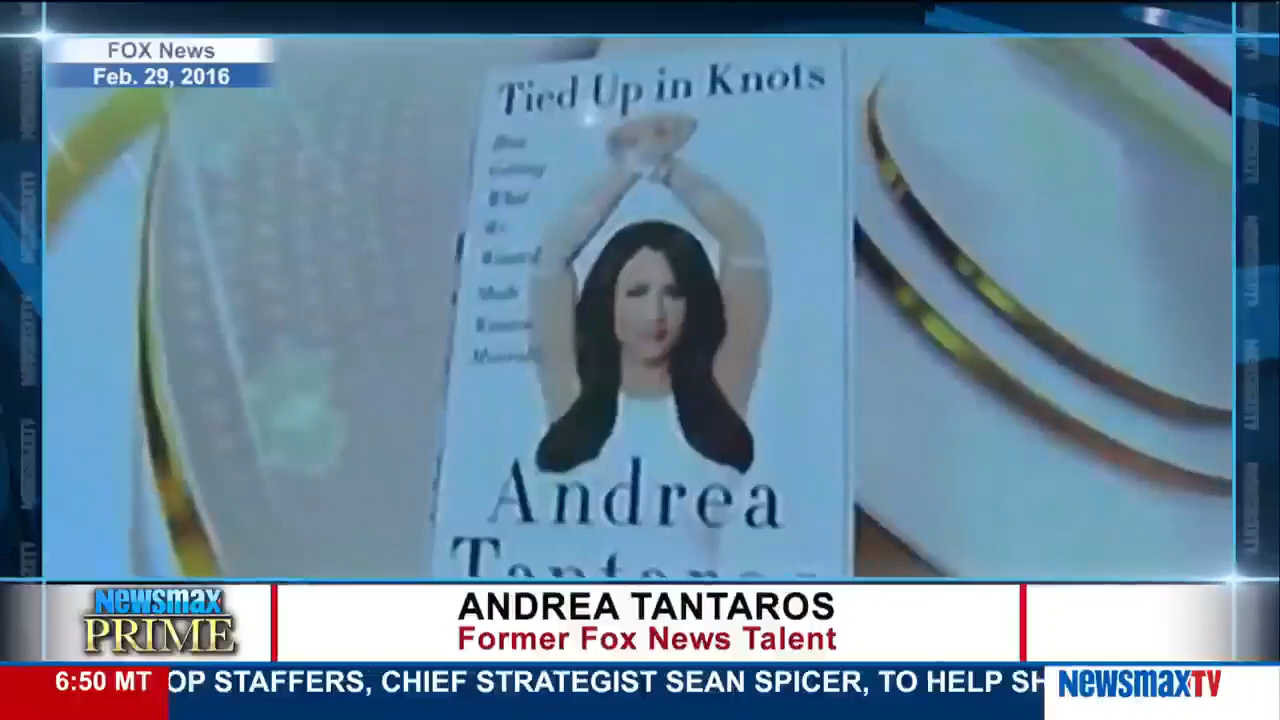 FOX News
Feb. 29, 2016
Tied Up in Knots
What
Andrea
Newsmax
PRIME
ANDREA TANTAROS
Former Fox News Talent
6:50 MT
OP STAFFERS, CHIEF STRATEGIST SEAN SPICER, TO HELP SH
NewsmaxTV